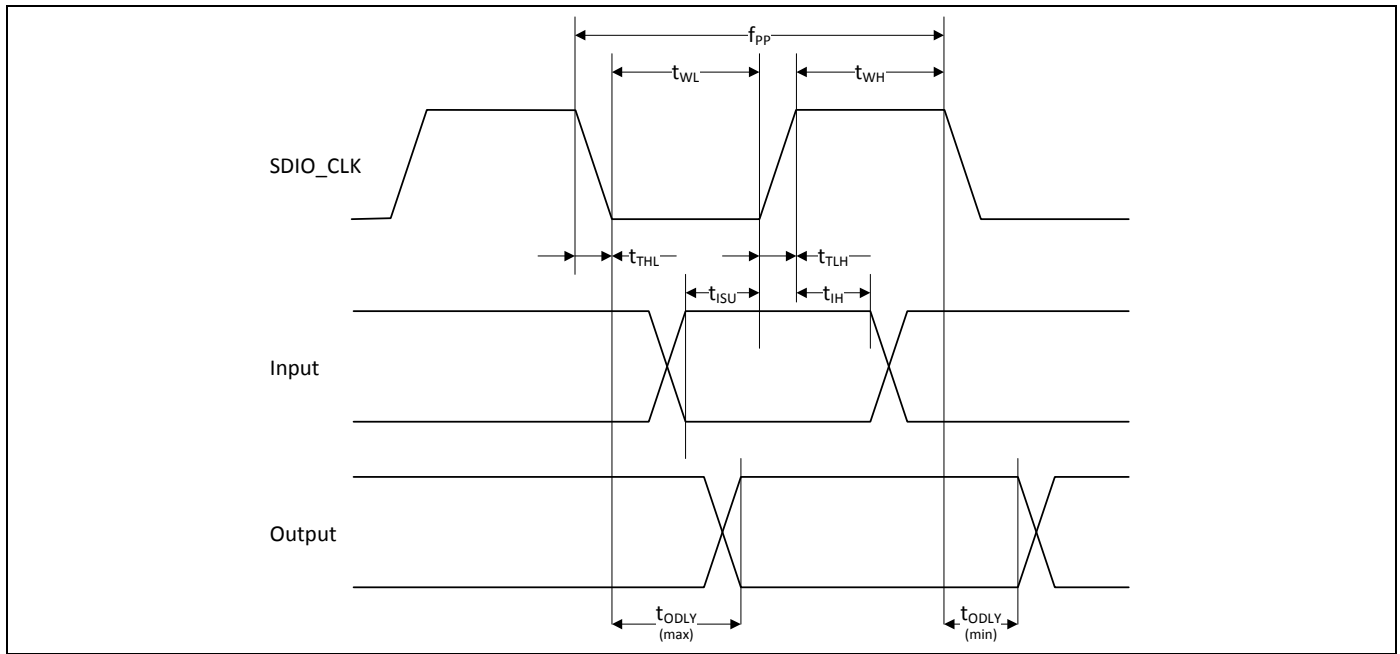 fPP
tWL
tWH
SDIO_CLK
tTHL
tTLH
tISU
tIH
Input
Output
tODLY
(max)
tODLY
(min)